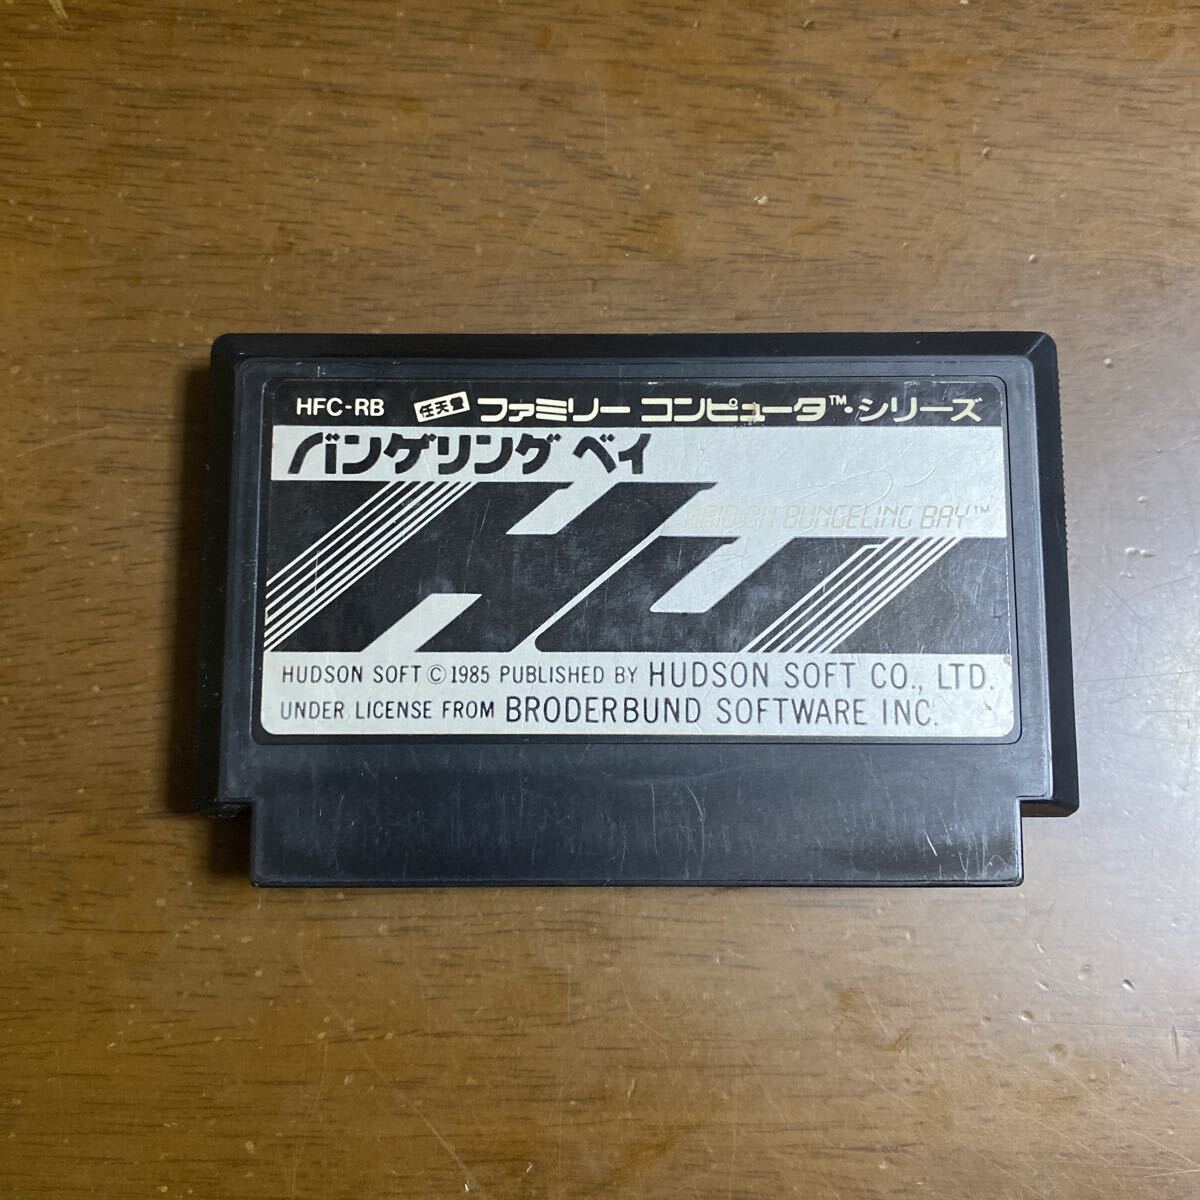 HFC-RB 任天堂 ファミリー コンピュータ™・シリーズ
バンゲリング ベイ
RAID ON BUNGELING BAY™
HU
HUDSON SOFT © 1985 PUBLISHED BY HUDSON SOFT CO., LTD.
UNDER LICENSE FROM BRODERBUND SOFTWARE INC.